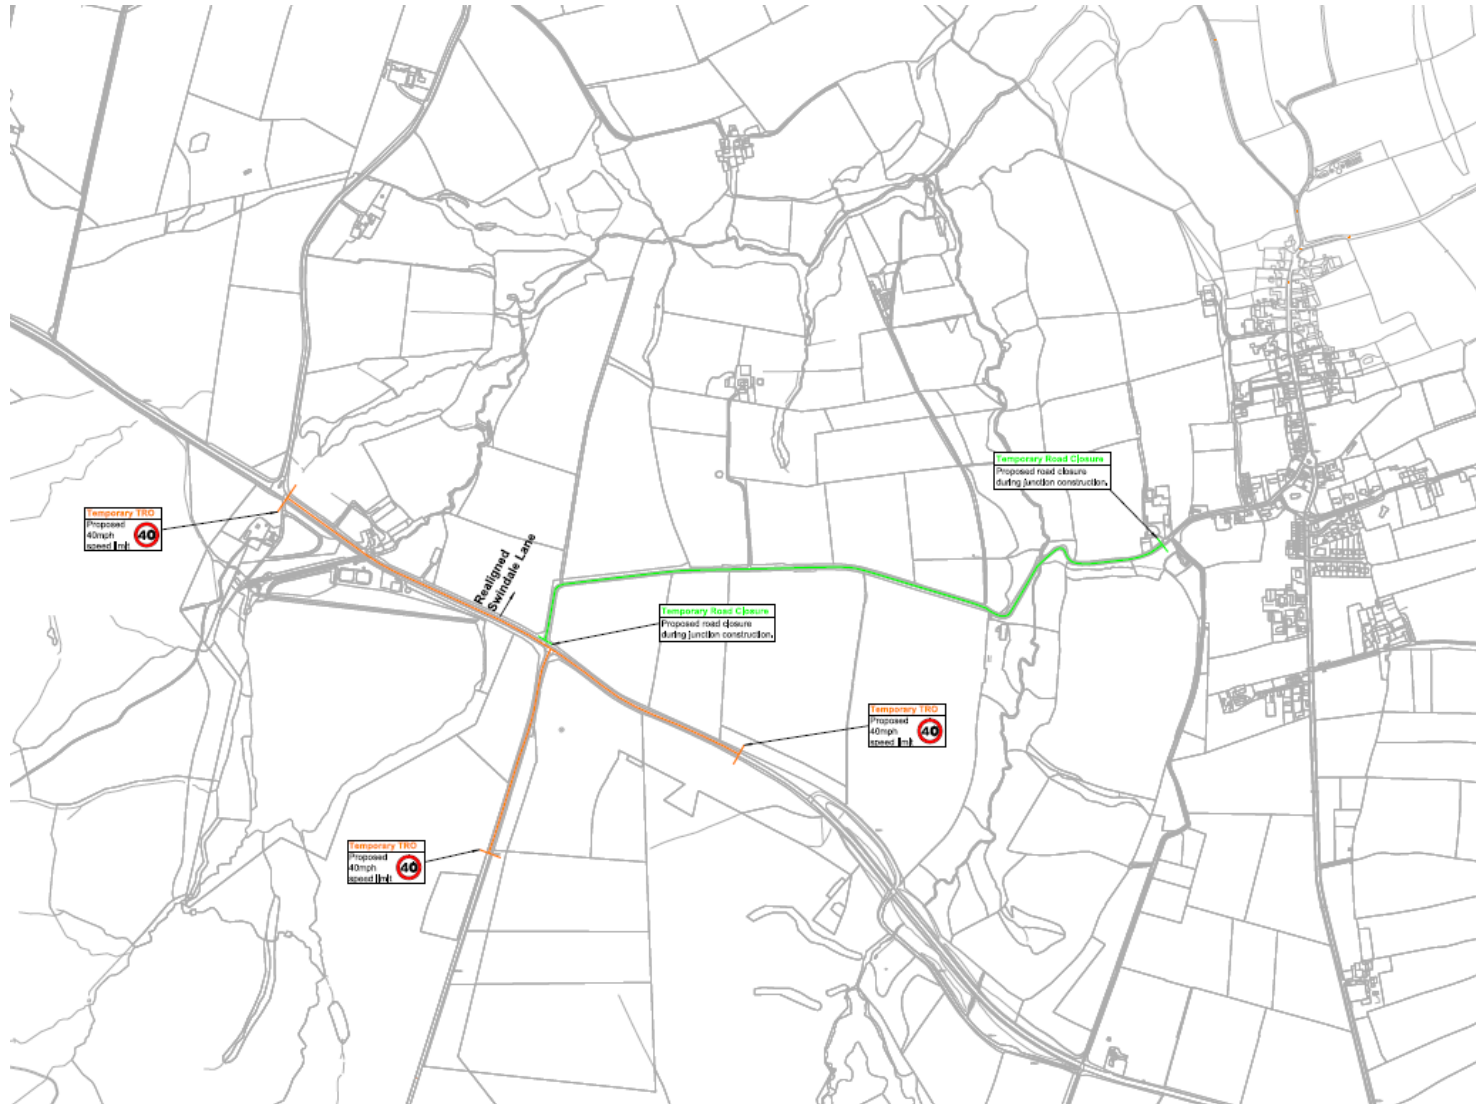 Temporary Road Closure
Proposed road closure
during junction construction.
Temporary TRO
Proposed
40mph
speed limit
40
Realigned
Swindale Lane
Temporary Road Closure
Proposed road closure
during junction construction.
Temporary TRO
Proposed
40mph
speed limit
40
Temporary TRO
Proposed
40mph
speed limit
40